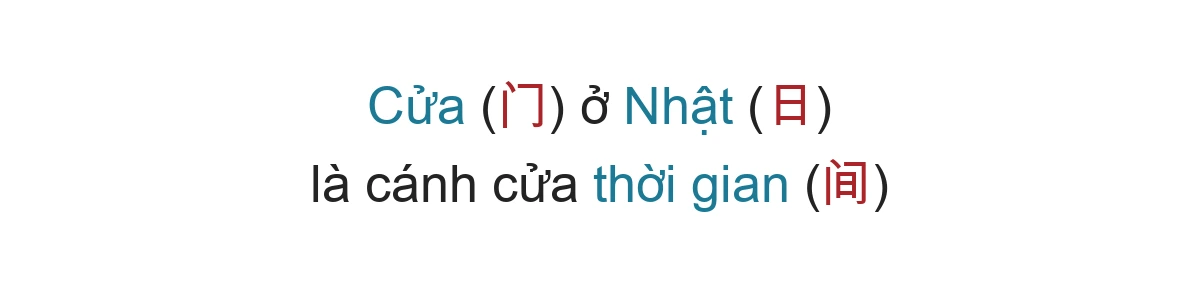 Cửa (门) ở Nhật (日)
là cánh cửa thời gian (间)